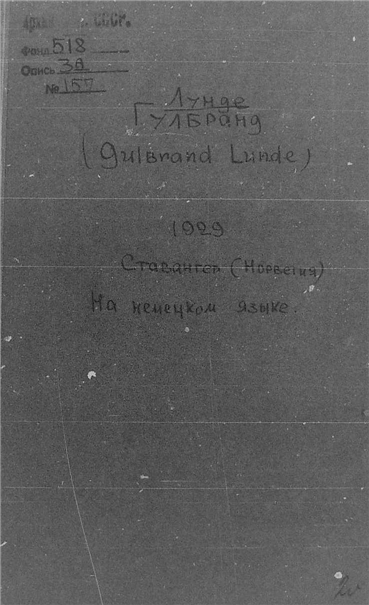 Архив СССР.
Фонд 518
Опись 3а
№ 157
Лунде
Гулбранд
(Gulbrand Lunde)
1929
Ставангер (Норвегия)
На немецком языке.